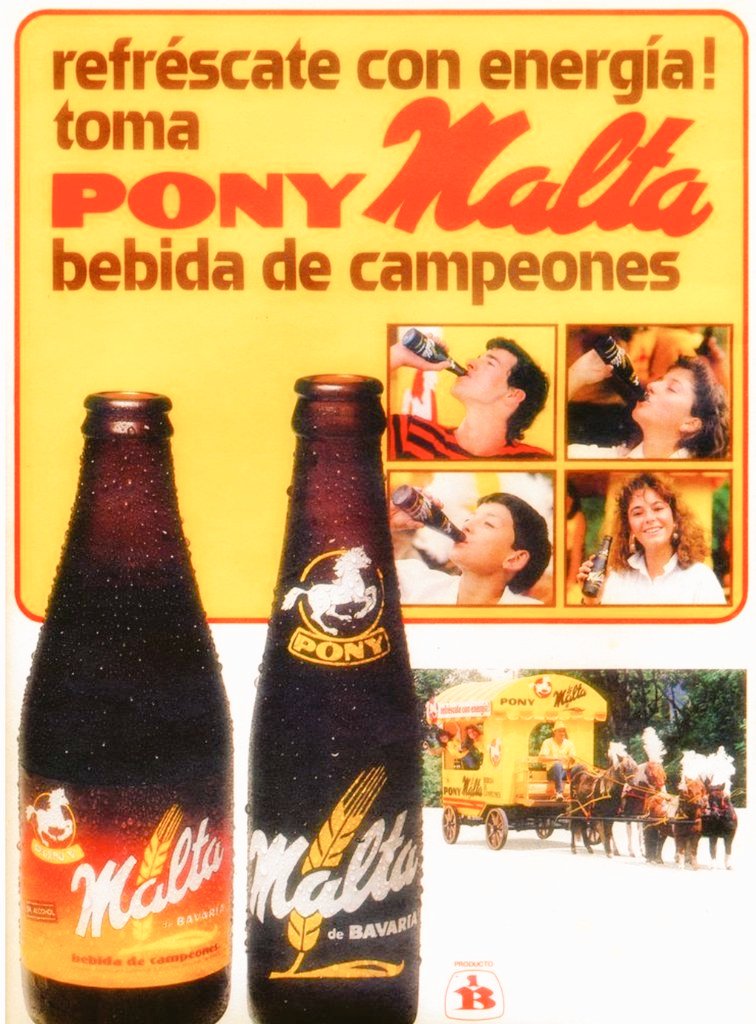 refréscate con energía!
toma
PONY Malta
bebida de campeones
PONY
Malta
de BAVARIA
bebida de campeones
PONY
Malta
de BAVARIA
PONY Malta
refréscate con energía
PONY Malta
PRODUCTO
1
B